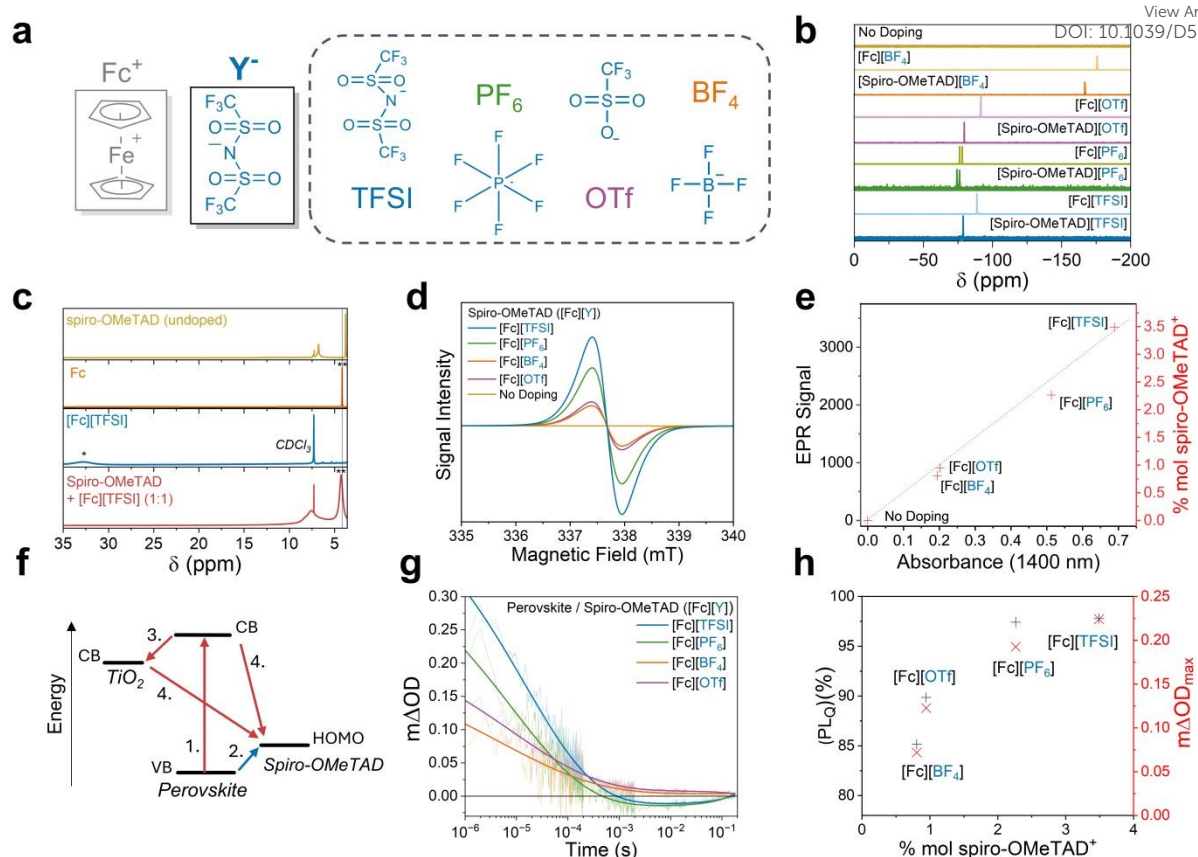 View Ar
DOI: 10.1039/D5
a
Fc⁺
Fe
+
Y⁻
F₃C
O=S=O
N
O=S=O
F₃C
CF₃
O=S=O
N⁻
O=S=O
CF₃
TFSI
PF₆
F
F F
P⁻
F F
F
CF₃
O=S=O
O⁻
OTf
BF₄
F
F B⁻ F
F
b
No Doping
[Fc][BF₄]
[Spiro-OMeTAD][BF₄]
[Fc][OTf]
[Spiro-OMeTAD][OTf]
[Fc][PF₆]
[Spiro-OMeTAD][PF₆]
[Fc][TFSI]
[Spiro-OMeTAD][TFSI]
0 −50 −100 −150 −200
δ (ppm)
c
spiro-OMeTAD (undoped)
Fc
**
[Fc][TFSI]
*
CDCl₃
Spiro-OMeTAD
+ [Fc][TFSI] (1:1)
**
35 30 25 20 15 10 5
δ (ppm)
d
Signal Intensity
Spiro-OMeTAD ([Fc][Y])
[Fc][TFSI]
[Fc][PF₆]
[Fc][BF₄]
[Fc][OTf]
No Doping
335 336 337 338 339 340
Magnetic Field (mT)
e
EPR Signal
3000
2000
1000
0
[Fc][TFSI]
[Fc][PF₆]
[Fc][OTf]
[Fc][BF₄]
No Doping
3.5
3.0
2.5
2.0
1.5
1.0
0.5
0.0
% mol spiro-OMeTAD⁺
0.0 0.1 0.2 0.3 0.4 0.5 0.6 0.7
Absorbance (1400 nm)
f
Energy
CB
TiO₂
3.
CB
4.
4.
1.
2.
HOMO
Spiro-OMeTAD
VB
Perovskite
g
mΔOD
0.30
0.25
0.20
0.15
0.10
0.05
0.00
Perovskite / Spiro-OMeTAD ([Fc][Y])
[Fc][TFSI]
[Fc][PF₆]
[Fc][BF₄]
[Fc][OTf]
10⁻⁶ 10⁻⁵ 10⁻⁴ 10⁻³ 10⁻² 10⁻¹
Time (s)
h
(PL_Q)(%)
100
95
90
85
80
[Fc][TFSI]
[Fc][PF₆]
[Fc][OTf]
[Fc][BF₄]
0.25
0.20
0.15
0.10
0.05
0.00
mΔOD_max
0 1 2 3 4
% mol spiro-OMeTAD⁺